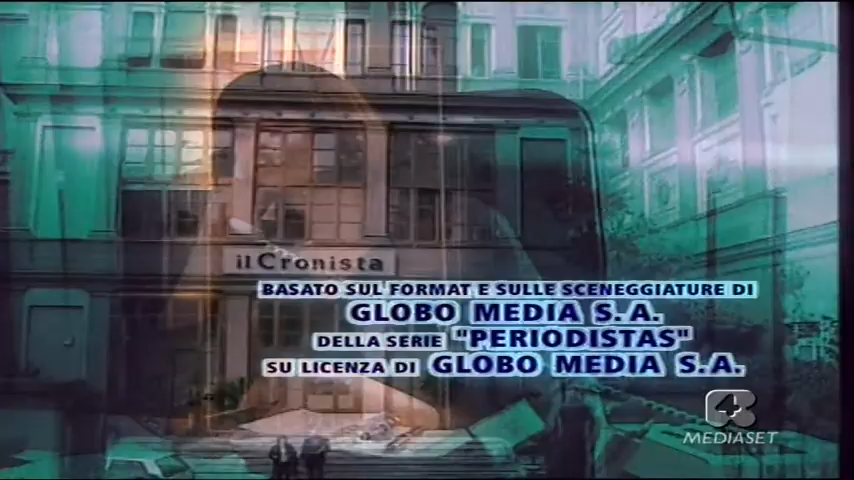 il Cronista
BASATO SUL FORMAT E SULLE SCENEGGIATURE DI
GLOBO MEDIA S.A.
DELLA SERIE "PERIODISTAS"
SU LICENZA DI GLOBO MEDIA S.A.
4
MEDIASET